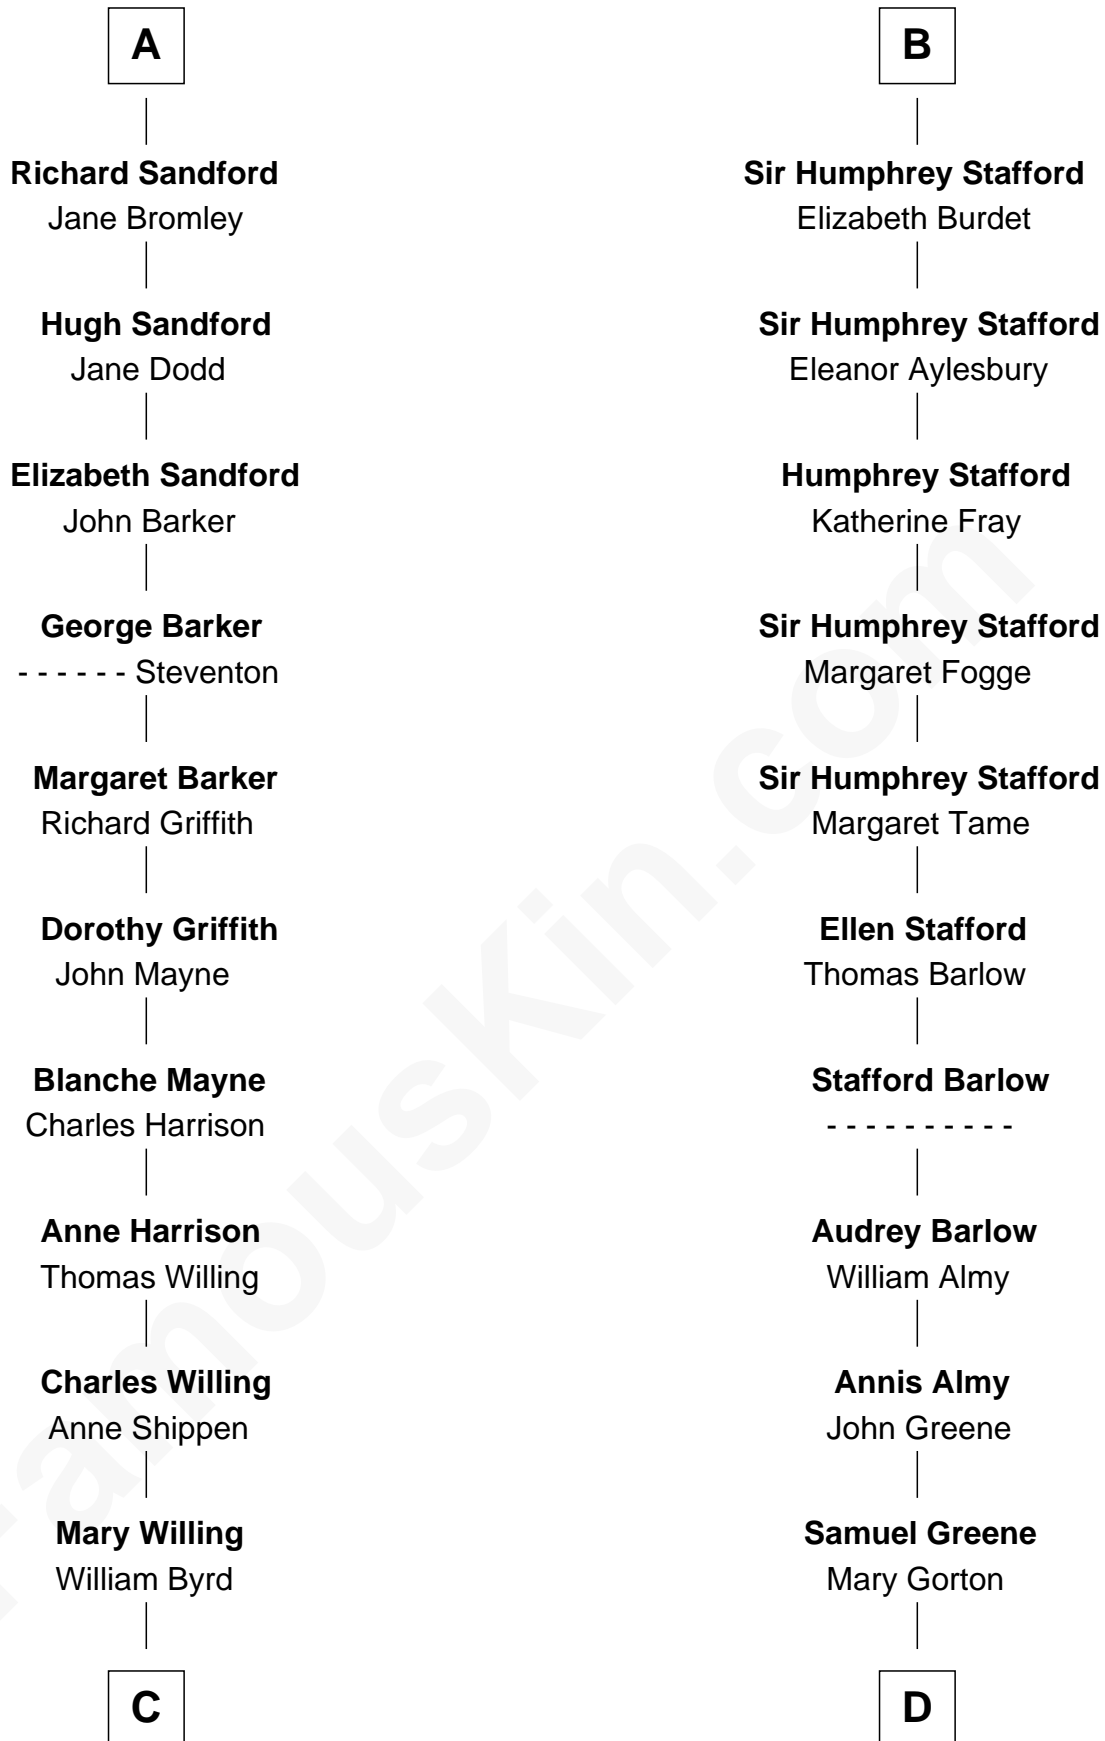 A
Richard Sandford
Jane Bromley
Hugh Sandford
Jane Dodd
Elizabeth Sandford
John Barker
George Barker
- - - - - - Steventon
Margaret Barker
Richard Griffith
Dorothy Griffith
John Mayne
Blanche Mayne
Charles Harrison
Anne Harrison
Thomas Willing
Charles Willing
Anne Shippen
Mary Willing
William Byrd
C
B
Sir Humphrey Stafford
Elizabeth Burdet
Sir Humphrey Stafford
Eleanor Aylesbury
Humphrey Stafford
Katherine Fray
Sir Humphrey Stafford
Margaret Fogge
Sir Humphrey Stafford
Margaret Tame
Ellen Stafford
Thomas Barlow
Stafford Barlow
- - - - - - - - - -
Audrey Barlow
William Almy
Annis Almy
John Greene
Samuel Greene
Mary Gorton
D
FamousKin.com